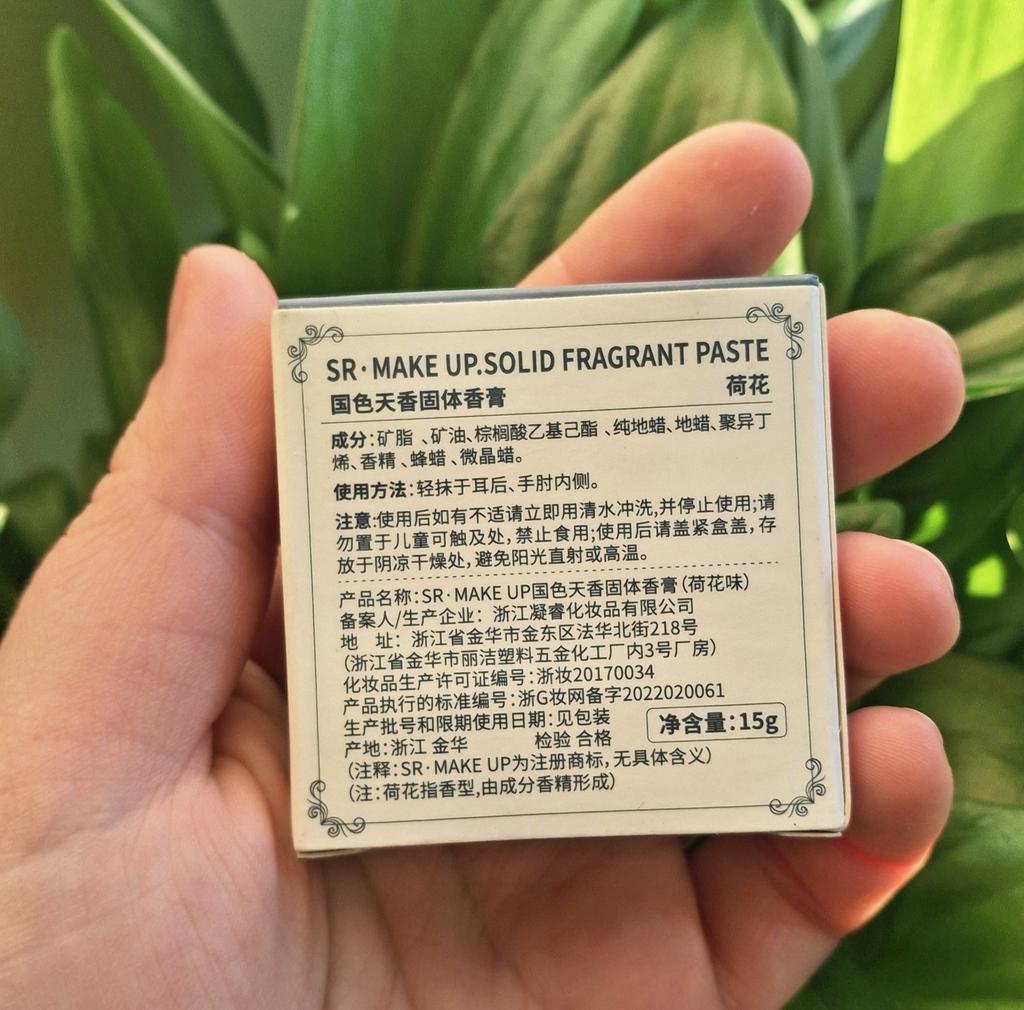 SR·MAKE UP.SOLID FRAGRANT PASTE
国色天香固体香膏 荷花
成分:矿脂、矿油、棕榈酸乙基己酯、纯地蜡、地蜡、聚异丁
烯、香精、蜂蜡、微晶蜡。
使用方法:轻抹于耳后、手肘内侧。
注意:使用后如有不适请立即用清水冲洗,并停止使用;请
勿置于儿童可触及处,禁止食用;使用后请盖紧盒盖,存
放于阴凉干燥处,避免阳光直射或高温。
产品名称:SR·MAKE UP国色天香固体香膏(荷花味)
备案人/生产企业: 浙江凝睿化妆品有限公司
地 址: 浙江省金华市金东区法华北街218号
(浙江省金华市丽洁塑料五金化工厂内3号厂房)
化妆品生产许可证编号:浙妆20170034
产品执行的标准编号:浙G妆网备字2022020061
生产批号和限期使用日期:见包装
净含量:15g
产地:浙江 金华 检验 合格
(注释:SR·MAKE UP为注册商标,无具体含义)
(注:荷花指香型,由成分香精形成)